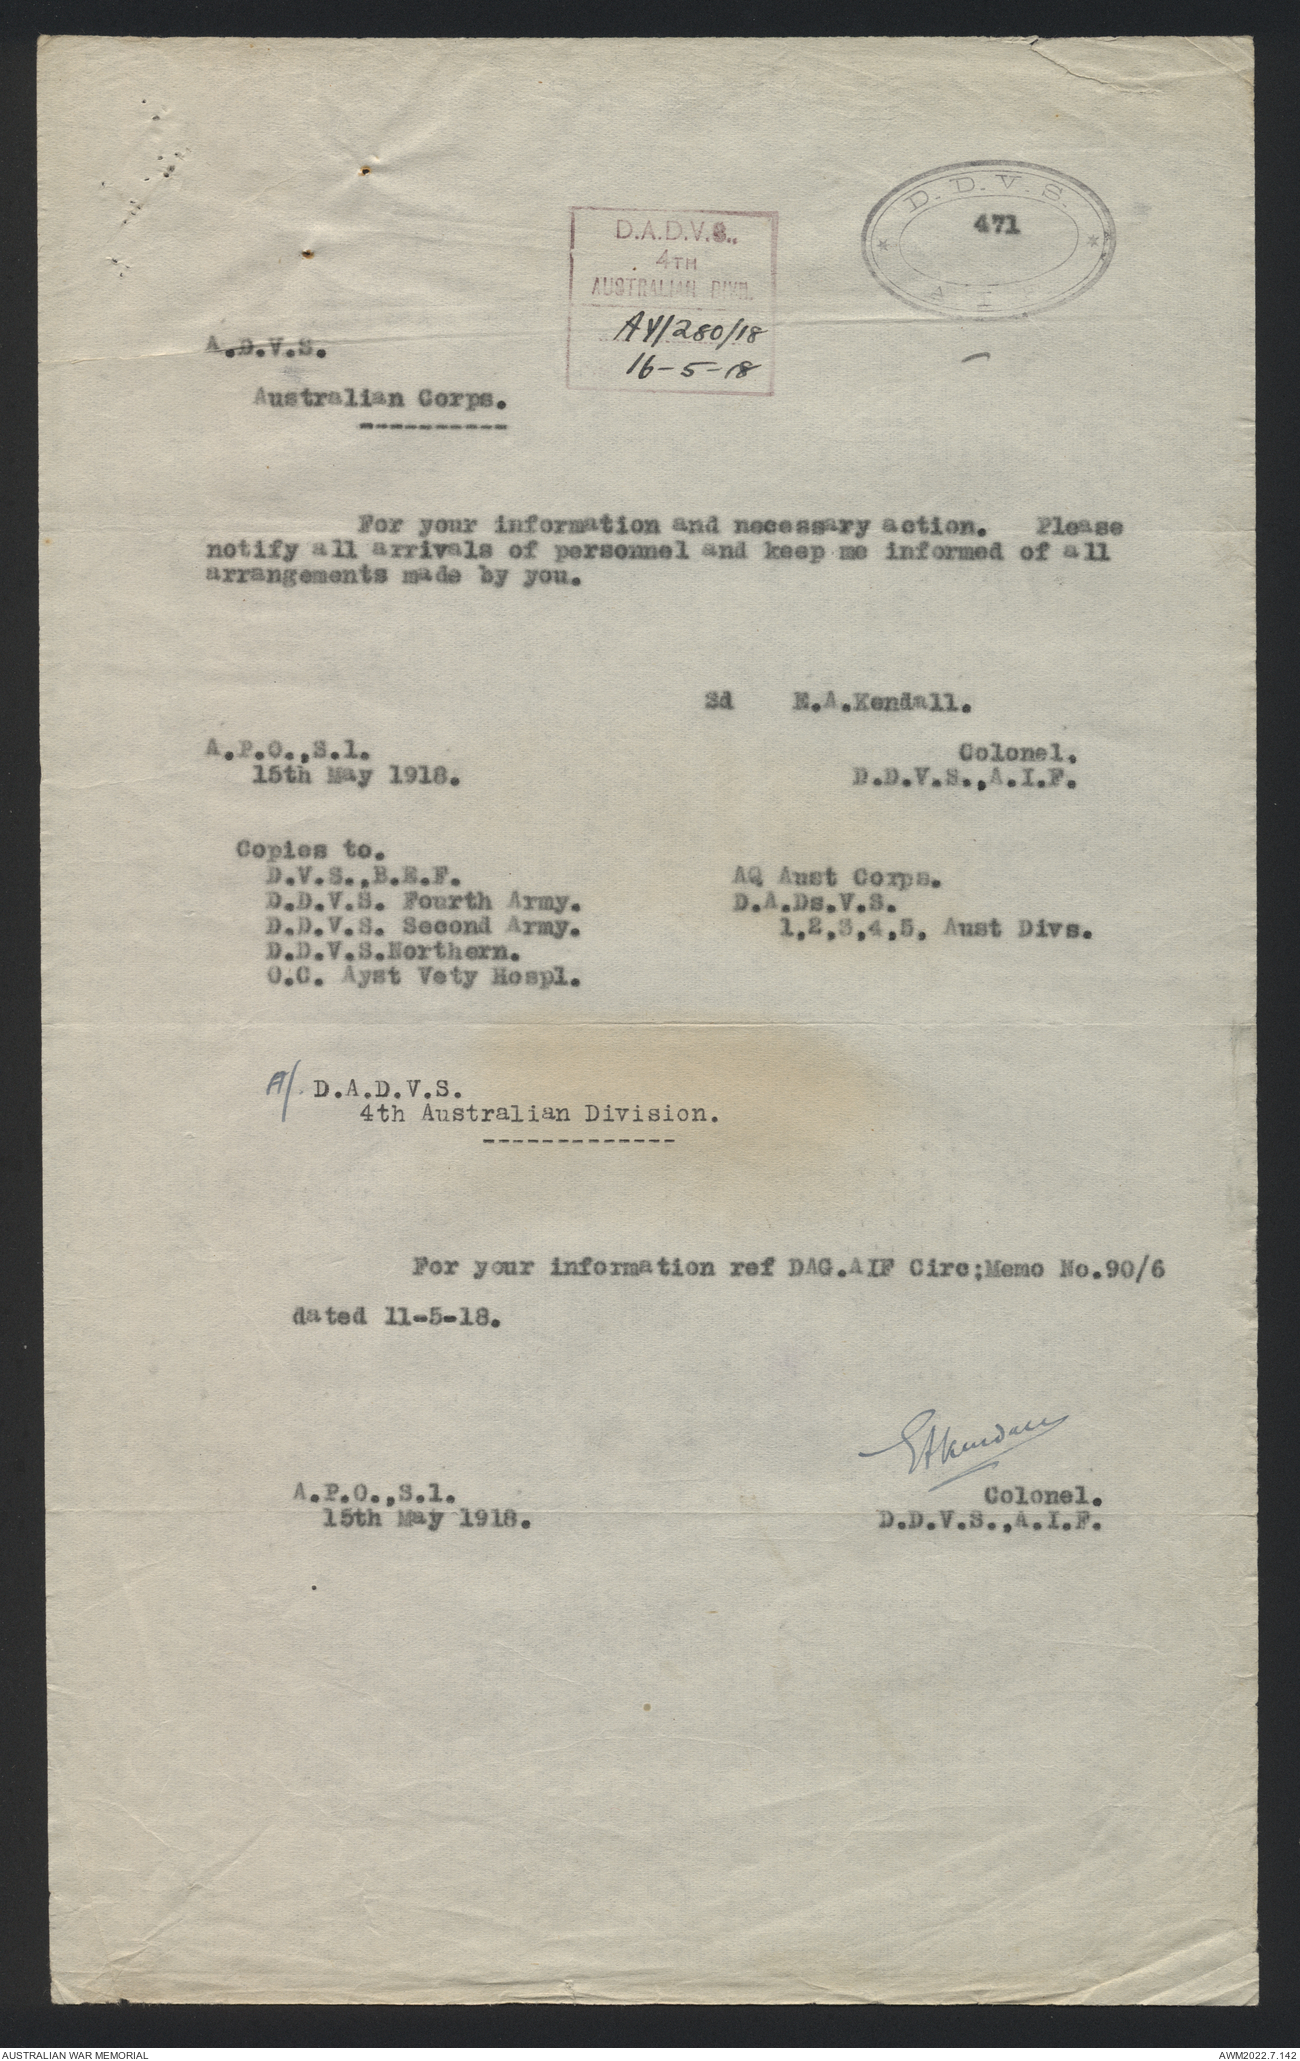 D.A.D.V.S.,
4TH
AUSTRALIAN DIVN.
AV/280/18
16-5-18
D.D.V.S.
471
A.I.F.
A.D.V.S.
Australian Corps.
----------
For your information and necessary action. Please
notify all arrivals of personnel and keep me informed of all
arrangements made by you.
Sd E.A.Kendall.
A.P.O.,S.1.
15th May 1918.
Colonel.
D.D.V.S.,A.I.F.
Copies to.
D.V.S.,B.E.F.
D.D.V.S. Fourth Army.
D.D.V.S. Second Army.
D.D.V.S.Northern.
O.C. Ayst Vety Hospl.
AQ Aust Corps.
D.A.Ds.V.S.
1,2,3,4,5, Aust Divs.
A/. D.A.D.V.S.
4th Australian Division.
-------------
For your information ref DAG.AIF Circ;Memo No.90/6
dated 11-5-18.
EAKendall
A.P.O.,S.1.
15th May 1918.
Colonel.
D.D.V.S.,A.I.F.
AUSTRALIAN WAR MEMORIAL
AWM2022.7.142